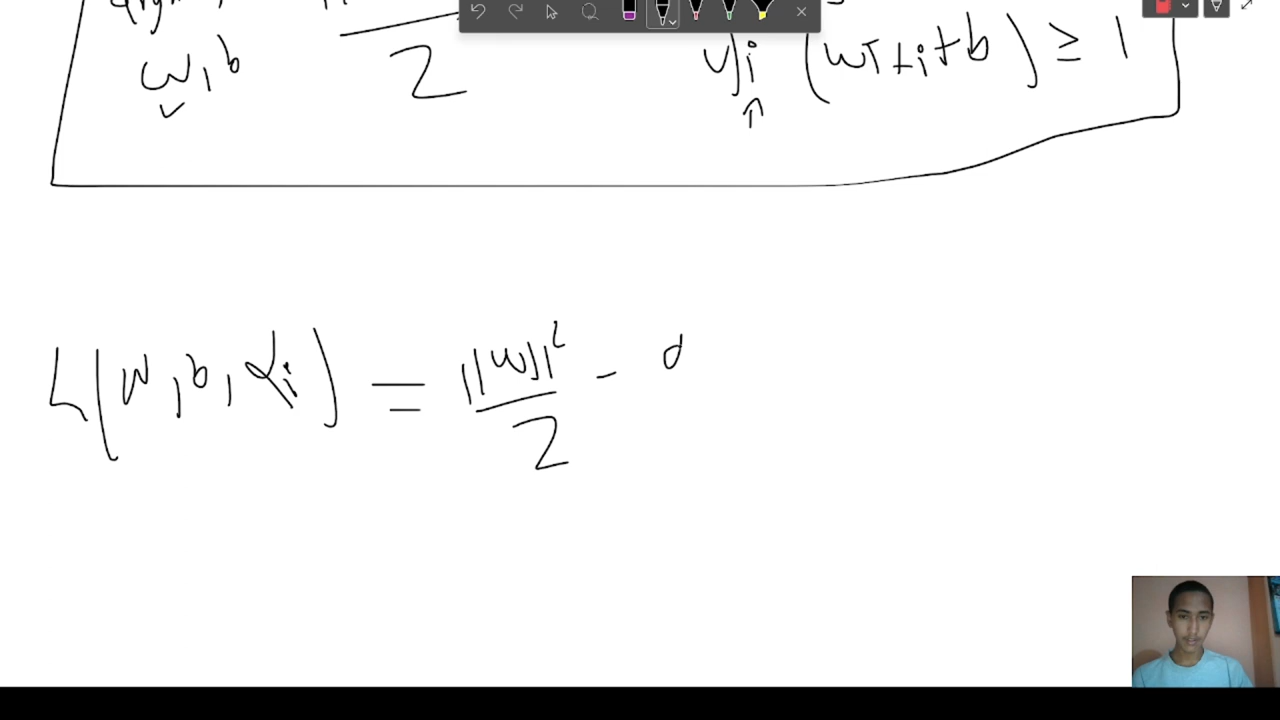 w, b 2 yi (wTxi + b) ≥ 1
L(w, b, αi) = ||w||² / 2 - α